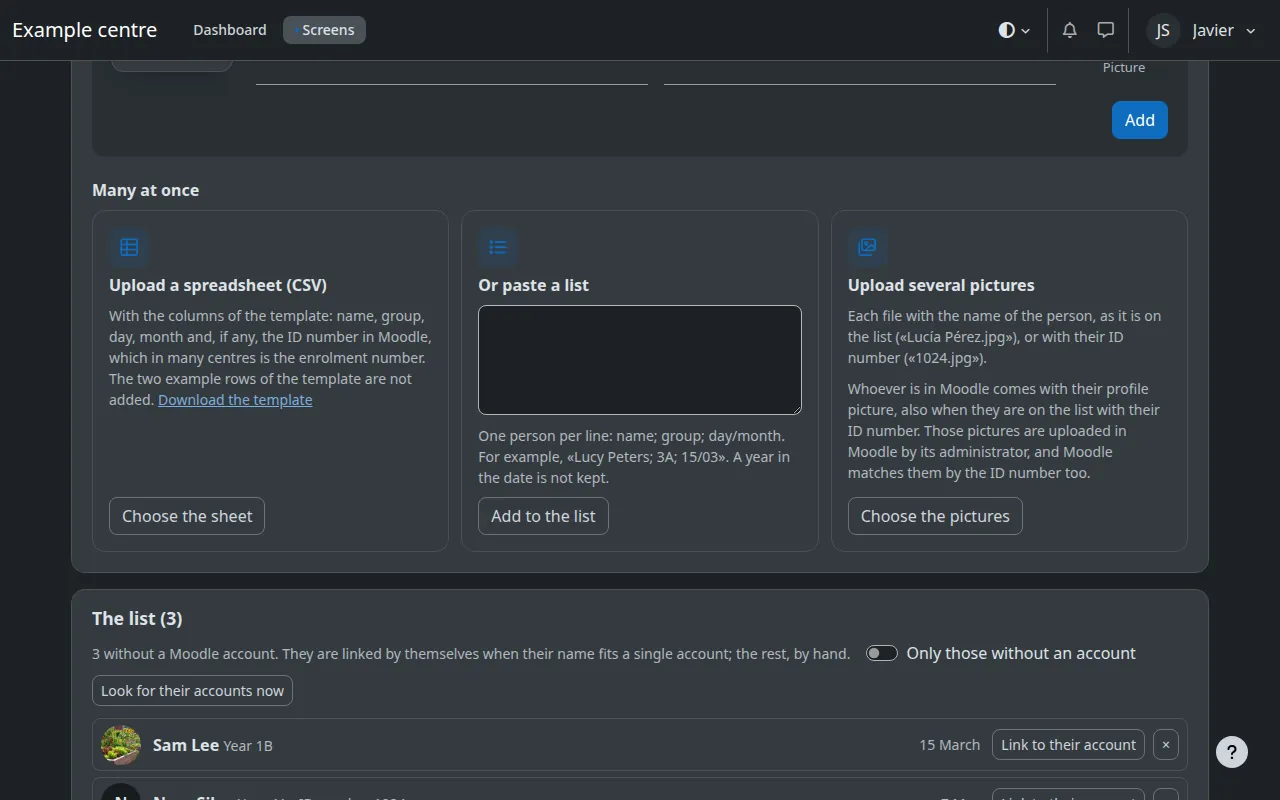 Example centre
Dashboard
Screens
JS
Javier
Picture
Add
Many at once
Upload a spreadsheet (CSV)
With the columns of the template: name, group,
day, month and, if any, the ID number in Moodle,
which in many centres is the enrolment number.
The two example rows of the template are not
added. Download the template
Choose the sheet
Or paste a list
One person per line: name; group; day/month.
For example, «Lucy Peters; 3A; 15/03». A year in
the date is not kept.
Add to the list
Upload several pictures
Each file with the name of the person, as it is on
the list («Lucía Pérez.jpg»), or with their ID
number («1024.jpg»).
Whoever is in Moodle comes with their profile
picture, also when they are on the list with their
ID number. Those pictures are uploaded in
Moodle by its administrator, and Moodle
matches them by the ID number too.
Choose the pictures
The list (3)
3 without a Moodle account. They are linked by themselves when their name fits a single account; the rest, by hand.
Only those without an account
Look for their accounts now
Sam Lee Year 1B
15 March
Link to their account
×
?